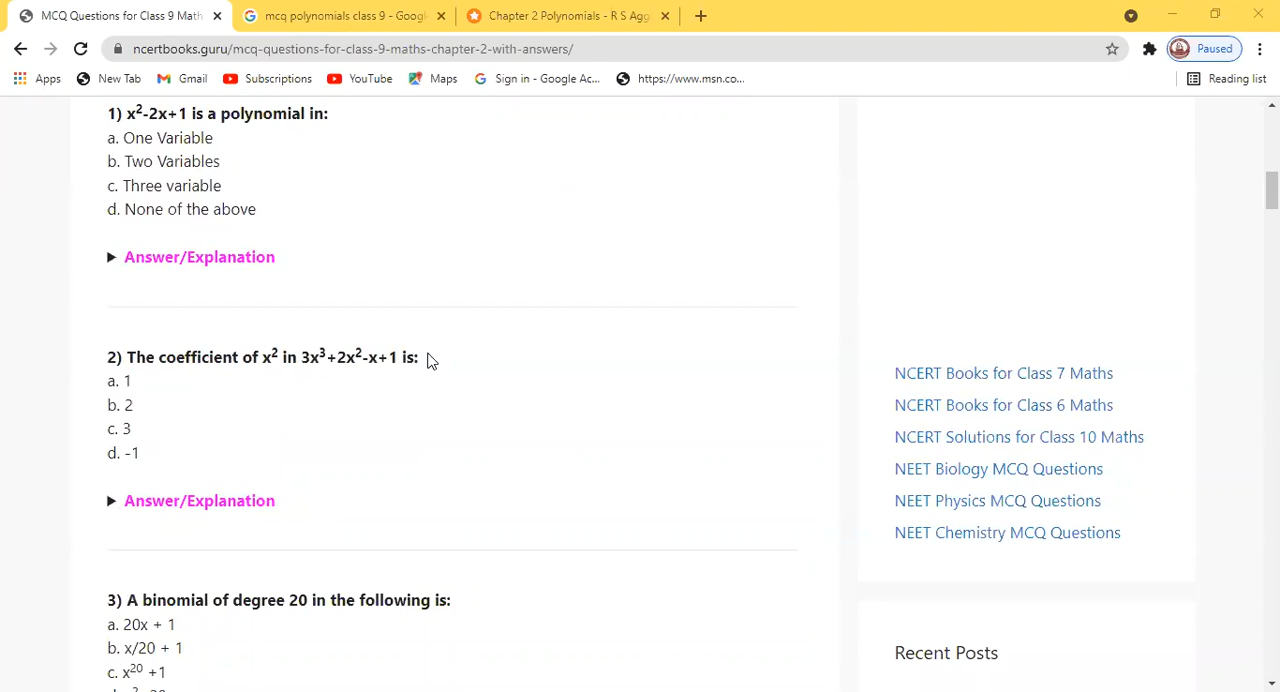 MCQ Questions for Class 9 Math
mcq polynomials class 9 - Googl
Chapter 2 Polynomials - R S Agg
ncertbooks.guru/mcq-questions-for-class-9-maths-chapter-2-with-answers/
Paused
Apps
New Tab
Gmail
Subscriptions
YouTube
Maps
Sign in - Google Ac...
https://www.msn.co...
Reading list
1) x²-2x+1 is a polynomial in:
a. One Variable
b. Two Variables
c. Three variable
d. None of the above
▶ Answer/Explanation
2) The coefficient of x² in 3x³+2x²-x+1 is:
a. 1
b. 2
c. 3
d. -1
▶ Answer/Explanation
3) A binomial of degree 20 in the following is:
a. 20x + 1
b. x/20 + 1
c. x²⁰ +1
NCERT Books for Class 7 Maths
NCERT Books for Class 6 Maths
NCERT Solutions for Class 10 Maths
NEET Biology MCQ Questions
NEET Physics MCQ Questions
NEET Chemistry MCQ Questions
Recent Posts